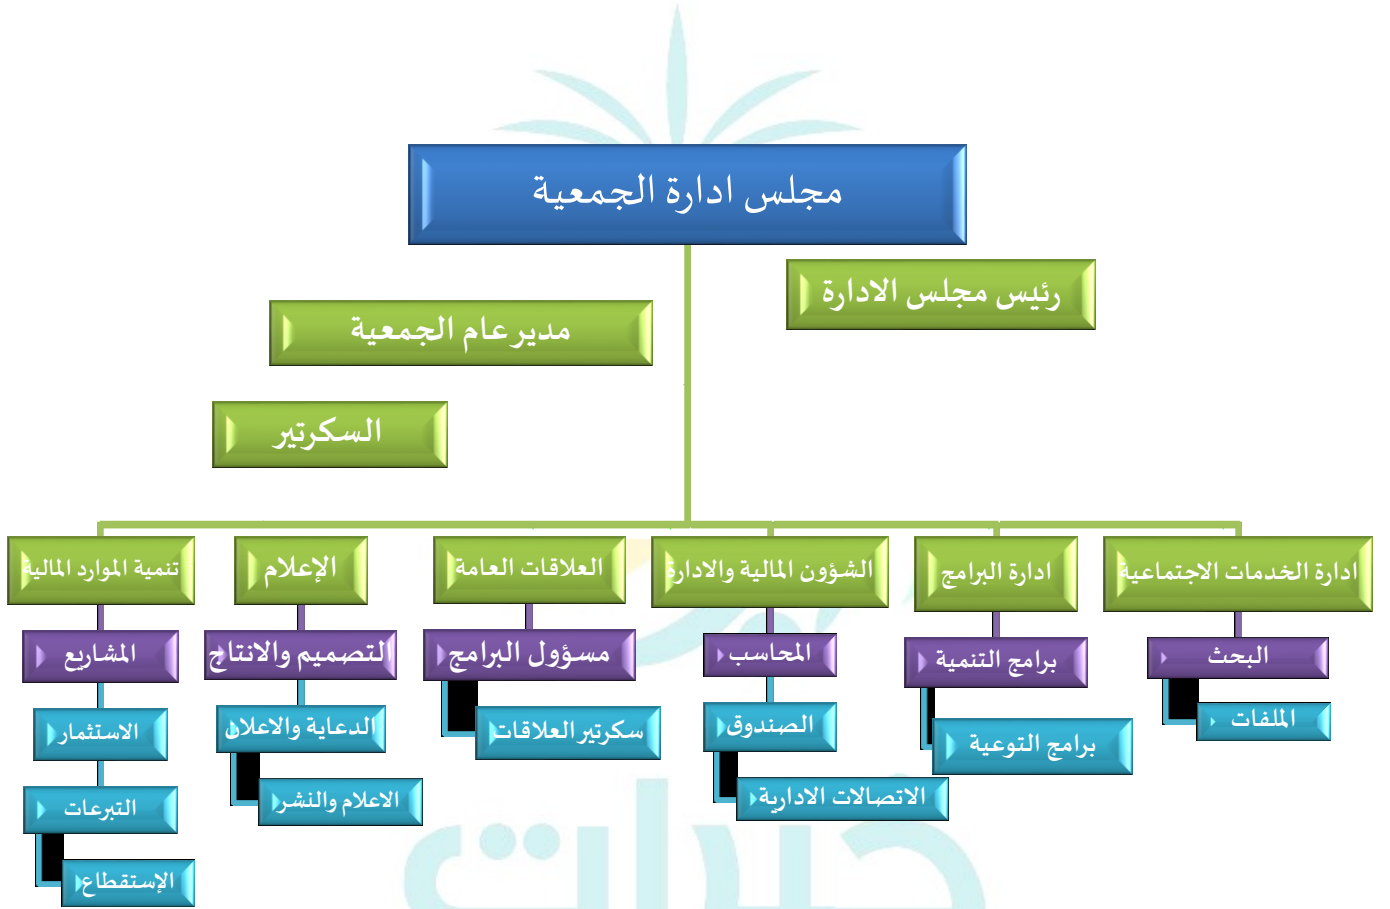 مجلس ادارة الجمعية
رئيس مجلس الادارة
مدير عام الجمعية
السكرتير
ادارة الخدمات الاجتماعية
ادارة البرامج
الشؤون المالية والادارة
العلاقات العامة
الإعلام
تنمية الموارد المالية
البحث
برامج التنمية
المحاسب
مسؤول البرامج
التصميم والانتاج
المشاريع
الملفات
برامج التوعية
الصندوق
سكرتير العلاقات
الدعاية والاعلان
الاستثمار
الاتصالات الادارية
الاعلام والنشر
التبرعات
الإستقطاع